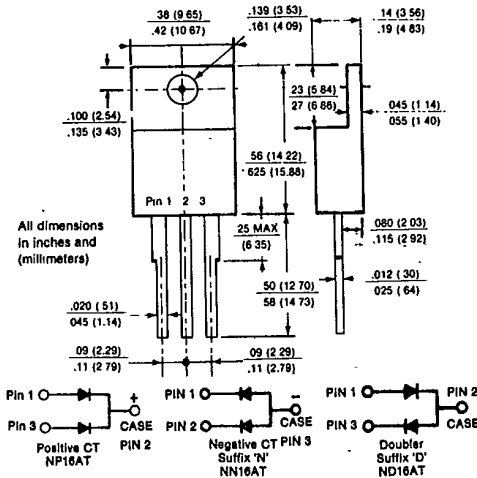 38 (9.65)
.42 (10 67)
.139 (3 53)
.161 (4 09)
14 (3 56)
.19 (4 83)
.100 (2.54)
.135 (3 43)
23 (5 84)
27 (6 86)
045 (1 14)
055 (1 40)
56 (14 22)
625 (15.88)
Pin 1 2 3
All dimensions
in inches and
(millimeters)
25 MAX
(6 35)
.080 (2 03)
.115 (2 92)
.020 (51)
045 (1.14)
50 (12 70)
58 (14 73)
.012 (30)
025 (64)
09 (2 29)
.11 (2 79)
09 (2 29)
.11 (2 79)
Pin 1
Pin 3
+
CASE
PIN 2
Positive CT
NP16AT
PIN 1
PIN 2
–
CASE
PIN 3
Negative CT
Suffix 'N'
NN16AT
PIN 1
PIN 3
PIN 2
CASE
Doubler
Suffix 'D'
ND16AT